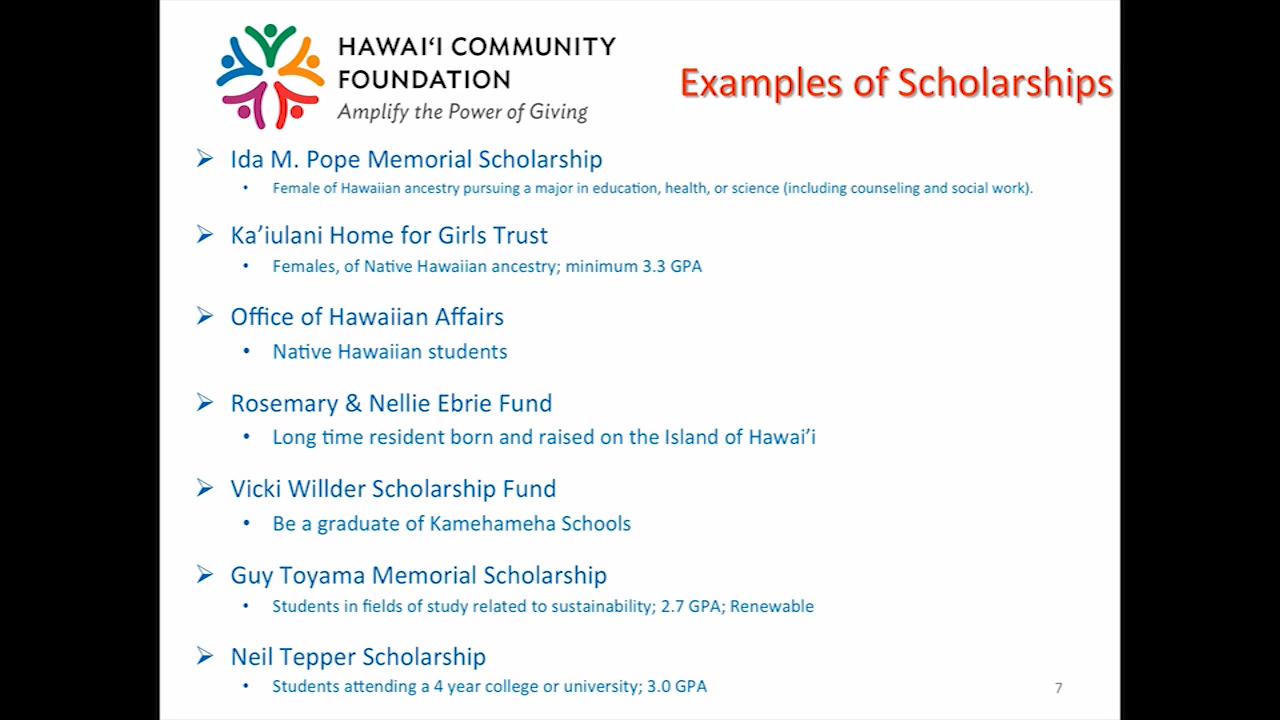 HAWAIʻI COMMUNITY
FOUNDATION
Amplify the Power of Giving
Examples of Scholarships
➢ Ida M. Pope Memorial Scholarship
• Female of Hawaiian ancestry pursuing a major in education, health, or science (including counseling and social work).
➢ Ka’iulani Home for Girls Trust
• Females, of Native Hawaiian ancestry; minimum 3.3 GPA
➢ Office of Hawaiian Affairs
• Native Hawaiian students
➢ Rosemary & Nellie Ebrie Fund
• Long time resident born and raised on the Island of Hawai’i
➢ Vicki Willder Scholarship Fund
• Be a graduate of Kamehameha Schools
➢ Guy Toyama Memorial Scholarship
• Students in fields of study related to sustainability; 2.7 GPA; Renewable
➢ Neil Tepper Scholarship
• Students attending a 4 year college or university; 3.0 GPA
7